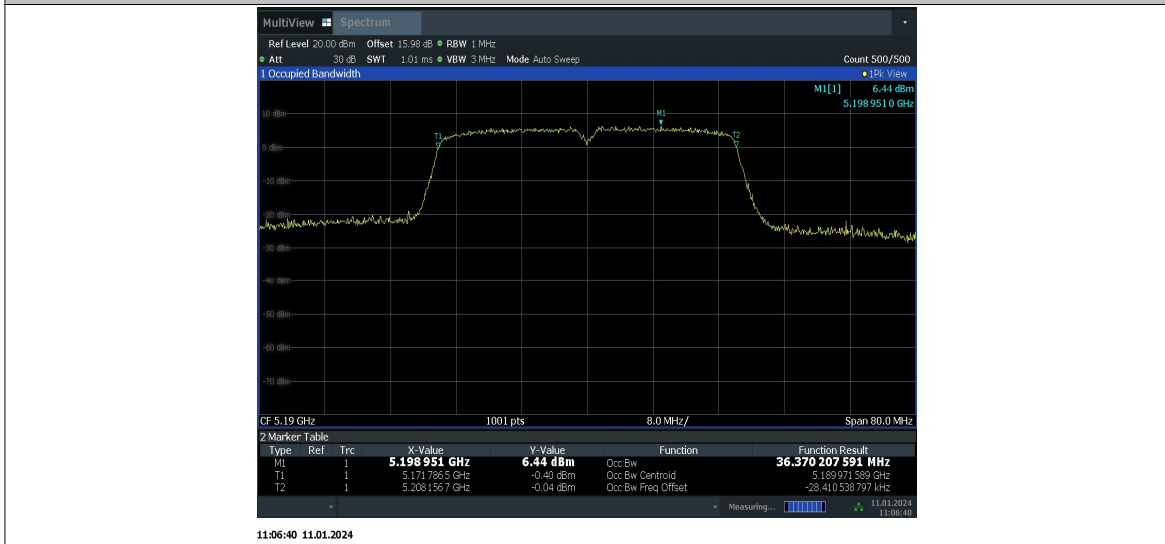 MultiView Spectrum
Ref Level 20.00 dBm Offset 15.98 dB RBW 1 MHz
Att 30 dB SWT 1.01 ms VBW 3 MHz Mode Auto Sweep Count 500/500
1 Occupied Bandwidth 1Pk View
M1[1] 6.44 dBm
5.198 951 0 GHz
10 dBm
M1
T1
T2
0 dBm
-10 dBm
-20 dBm
-30 dBm
-40 dBm
-50 dBm
-60 dBm
-70 dBm
CF 5.19 GHz 1001 pts 8.0 MHz/ Span 80.0 MHz
2 Marker Table
Type Ref Trc X-Value Y-Value Function Function Result
M1 1 5.198 951 GHz 6.44 dBm Occ Bw 36.370 207 591 MHz
T1 1 5.171 786 5 GHz -0.40 dBm Occ Bw Centroid 5.189 971 589 GHz
T2 1 5.208 156 7 GHz -0.04 dBm Occ Bw Freq Offset -28.410 538 797 kHz
Measuring... 11.01.2024
11:06:40
11:06:40 11.01.2024